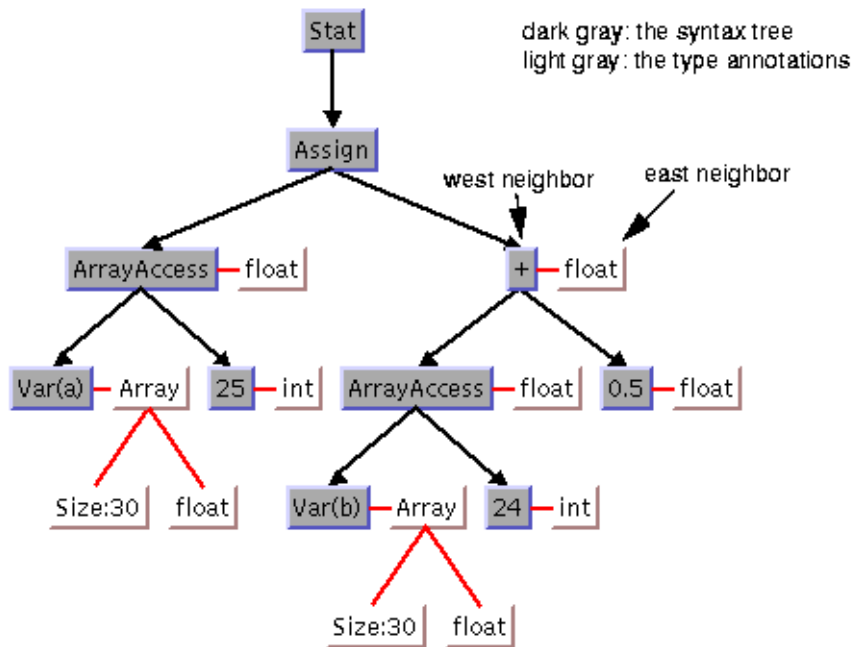 Stat
dark gray: the syntax tree
light gray: the type annotations
Assign
west neighbor
east neighbor
ArrayAccess
float
+
float
Var(a)
Array
25
int
ArrayAccess
float
0.5
float
Size:30
float
Var(b)
Array
24
int
Size:30
float